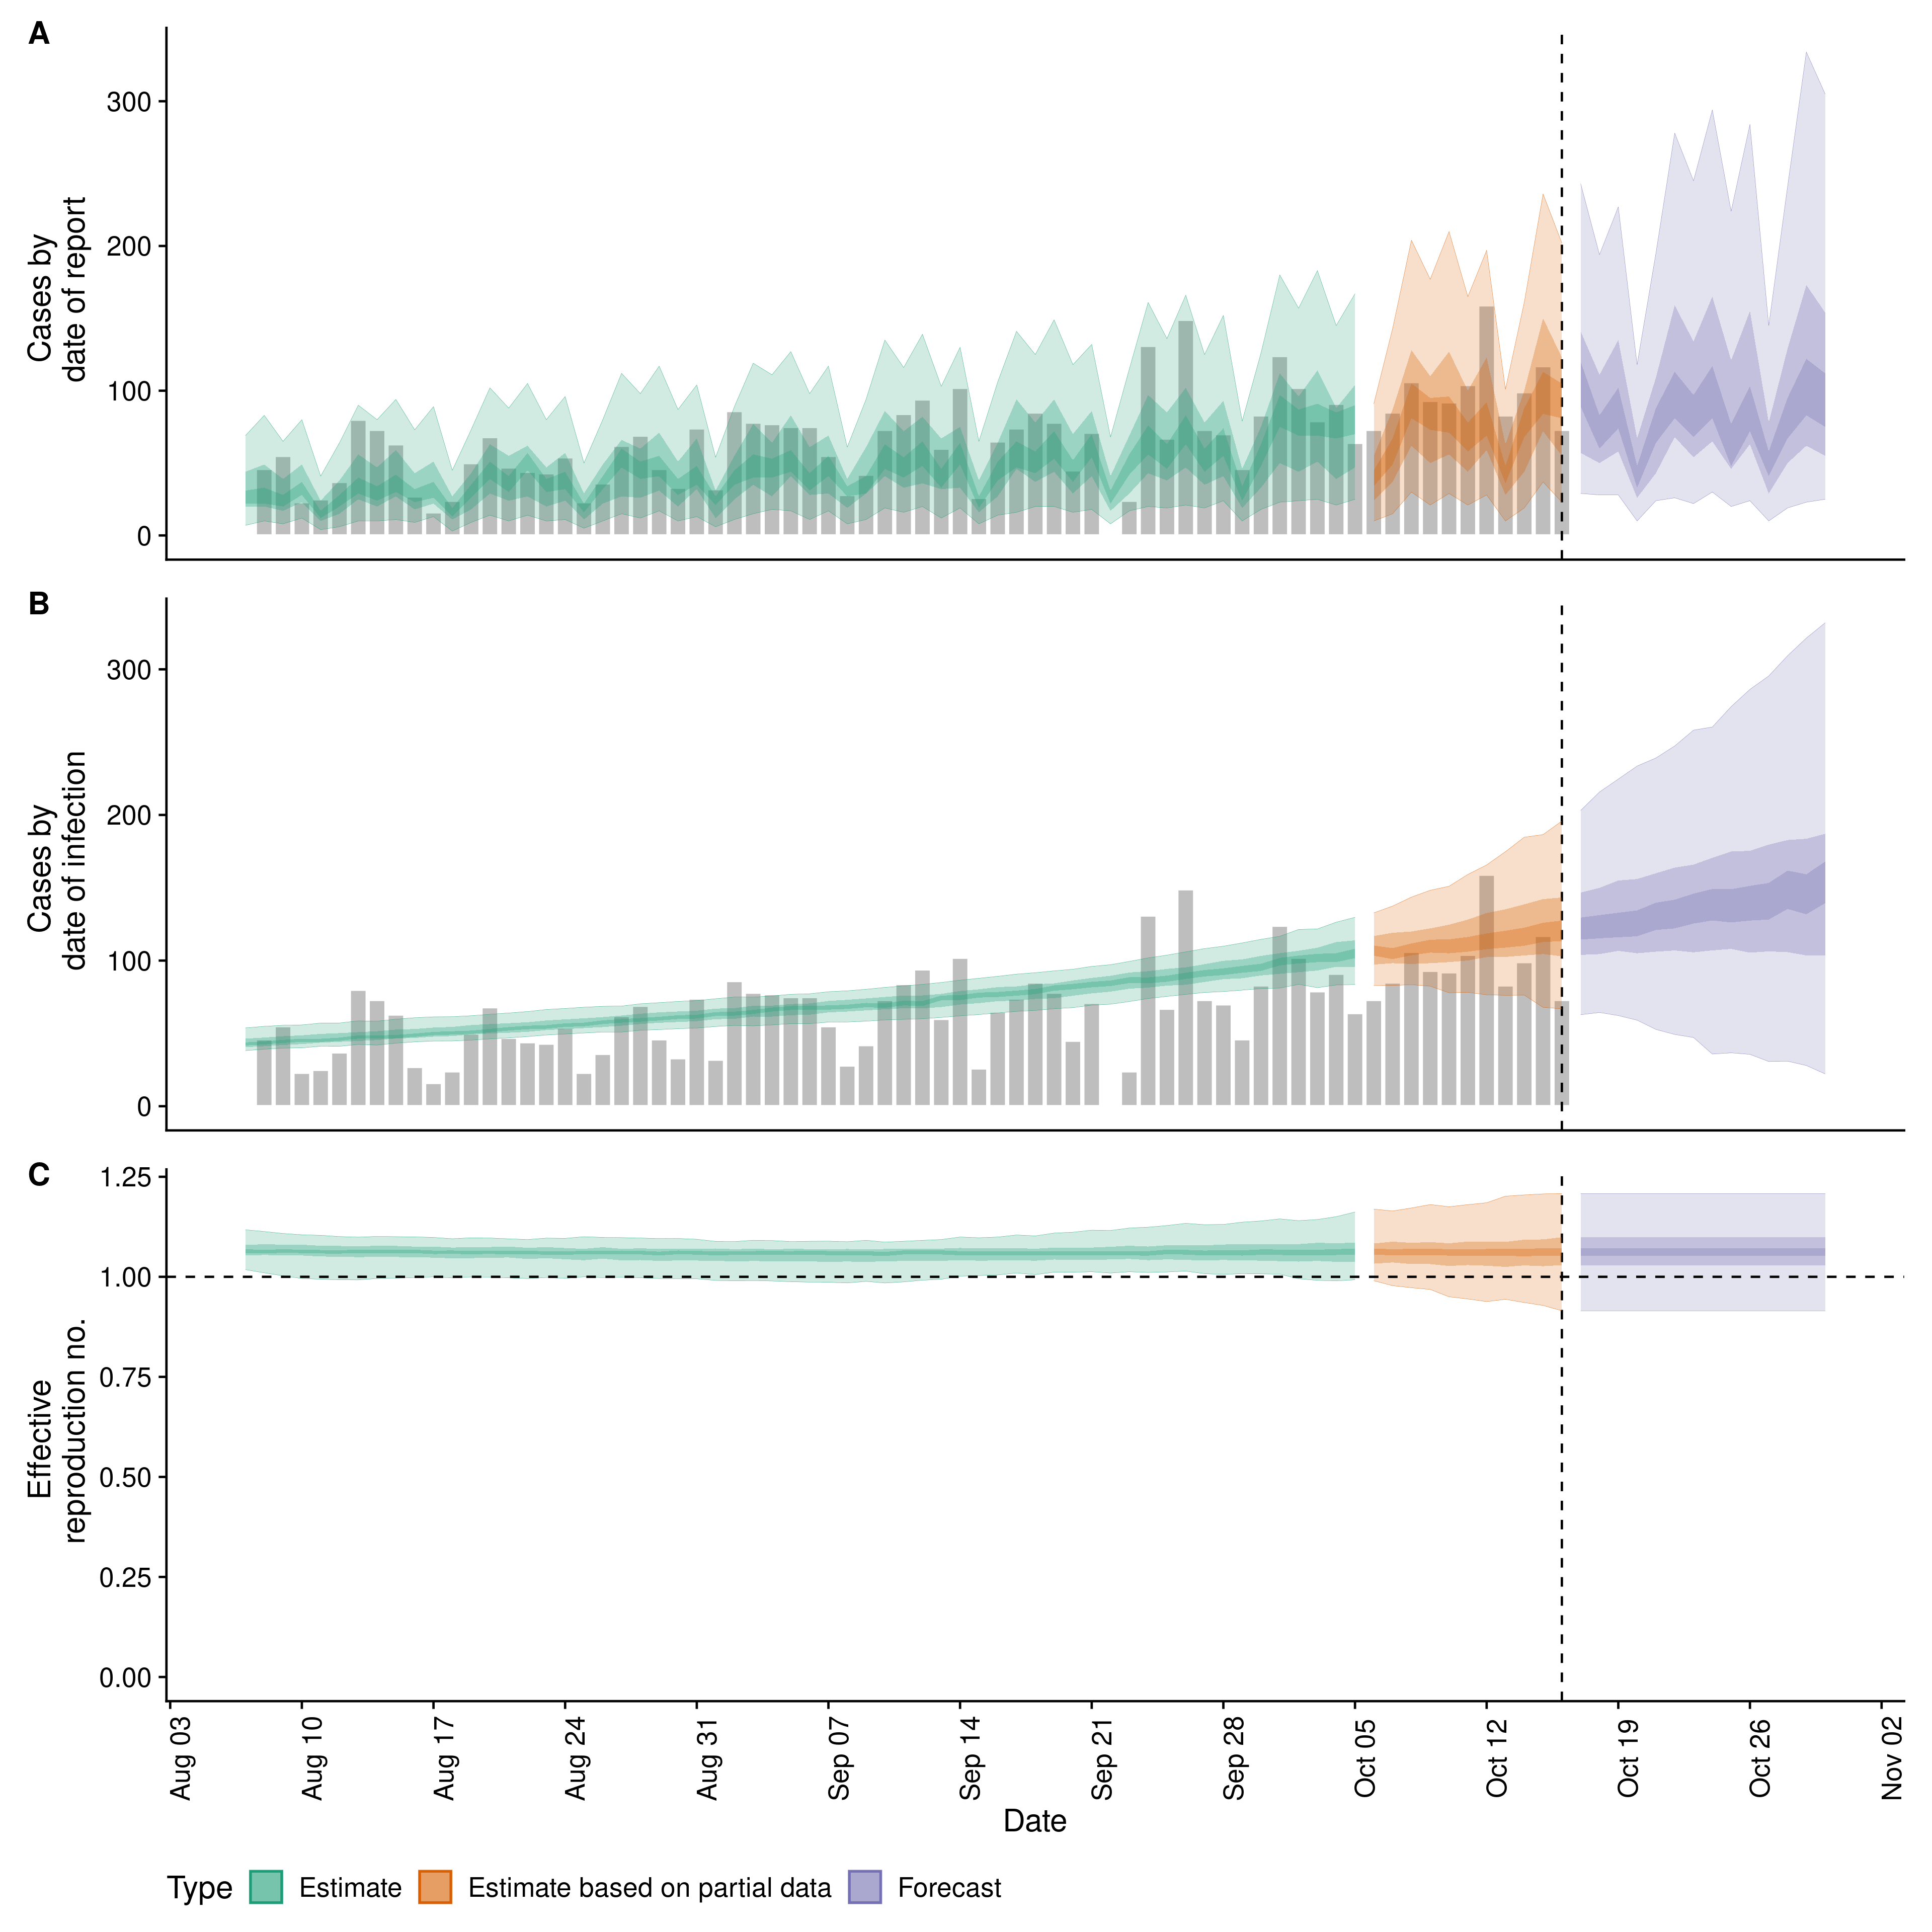 A
300
200
100
0
Cases by
date of report
B
300
200
100
0
Cases by
date of infection
C
1.25
1.00
0.75
0.50
0.25
0.00
Effective
reproduction no.
Aug 03
Aug 10
Aug 17
Aug 24
Aug 31
Sep 07
Sep 14
Sep 21
Sep 28
Oct 05
Oct 12
Oct 19
Oct 26
Nov 02
Date
Type Estimate Estimate based on partial data Forecast